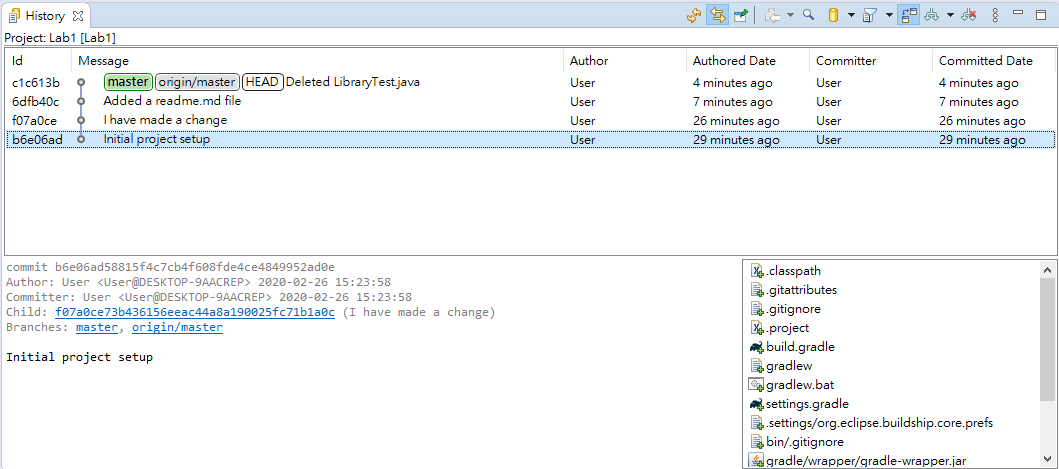 History
Project: Lab1 [Lab1]
Id Message Author Authored Date Committer Committed Date
c1c613b master origin/master HEAD Deleted LibraryTest.java User 4 minutes ago User 4 minutes ago
6dfb40c Added a readme.md file User 7 minutes ago User 7 minutes ago
f07a0ce I have made a change User 26 minutes ago User 26 minutes ago
b6e06ad Initial project setup User 29 minutes ago User 29 minutes ago
commit b6e06ad58815f4c7cb4f608fde4ce4849952ad0e
Author: User <User@DESKTOP-9AACREP> 2020-02-26 15:23:58
Committer: User <User@DESKTOP-9AACREP> 2020-02-26 15:23:58
Child: f07a0ce73b436156eeac44a8a190025fc71b1a0c (I have made a change)
Branches: master, origin/master
Initial project setup
.classpath
.gitattributes
.gitignore
.project
build.gradle
gradlew
gradlew.bat
settings.gradle
.settings/org.eclipse.buildship.core.prefs
bin/.gitignore
gradle/wrapper/gradle-wrapper.jar